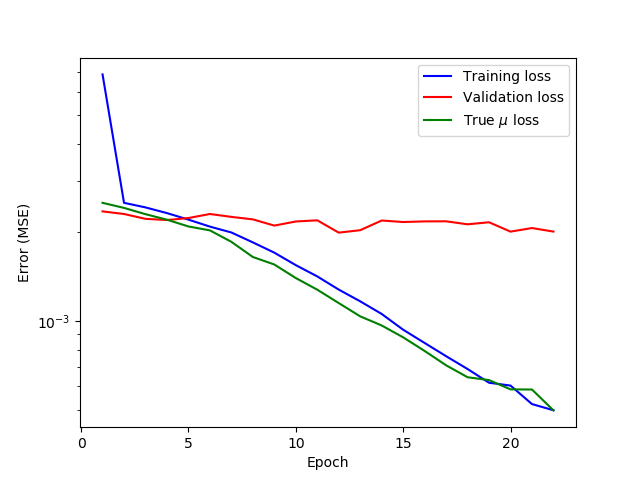 Training loss
Validation loss
True μ loss
Error (MSE)
10⁻³
0
5
10
15
20
Epoch